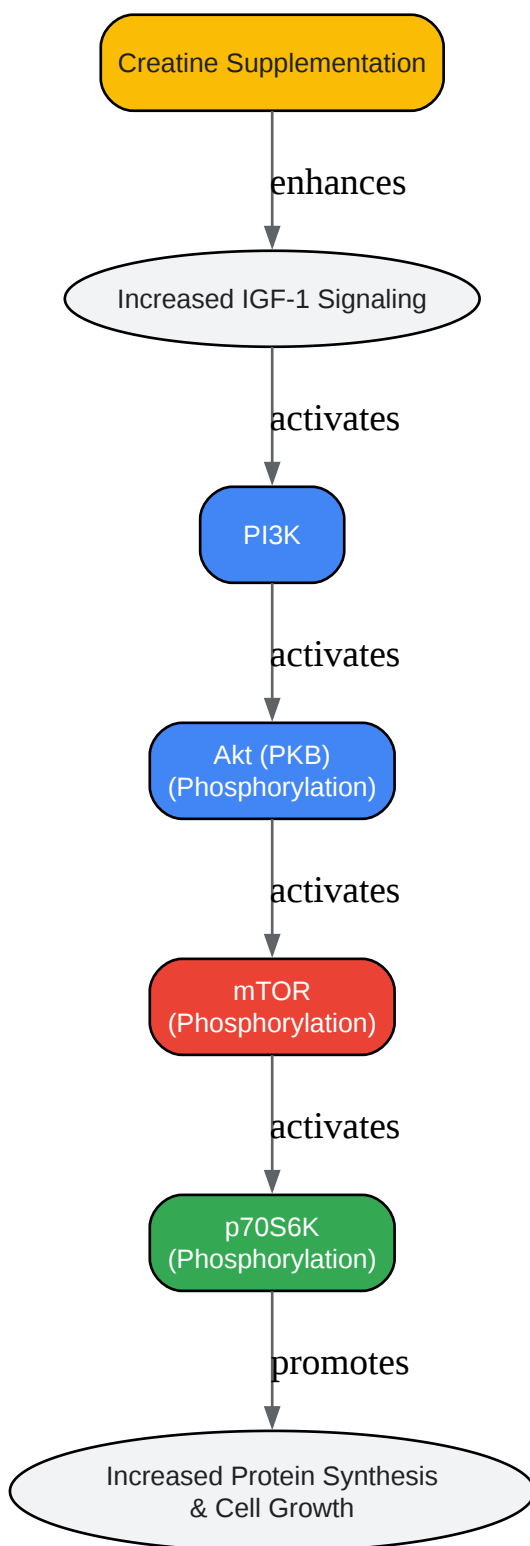 Creatine Supplementation
enhances
Increased IGF-1 Signaling
activates
PI3K
activates
Akt (PKB)
(Phosphorylation)
activates
mTOR
(Phosphorylation)
activates
p70S6K
(Phosphorylation)
promotes
Increased Protein Synthesis
& Cell Growth